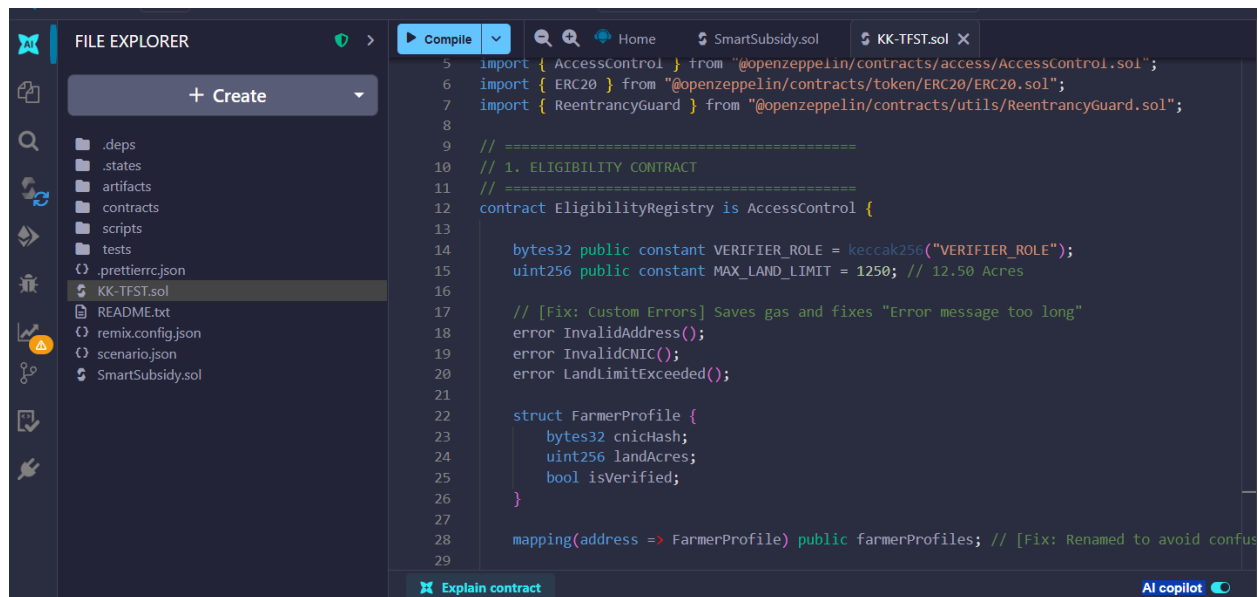 FILE EXPLORER
+ Create
.deps
.states
artifacts
contracts
scripts
tests
.prettierrc.json
KK-TFST.sol
README.txt
remix.config.json
scenario.json
SmartSubsidy.sol
AI
Compile
Home
SmartSubsidy.sol
KK-TFST.sol
5 import { AccessControl } from "@openzeppelin/contracts/access/AccessControl.sol";
6 import { ERC20 } from "@openzeppelin/contracts/token/ERC20/ERC20.sol";
7 import { ReentrancyGuard } from "@openzeppelin/contracts/utils/ReentrancyGuard.sol";
8
9 // ==========================================
10 // 1. ELIGIBILITY CONTRACT
11 // ==========================================
12 contract EligibilityRegistry is AccessControl {
13
14 bytes32 public constant VERIFIER_ROLE = keccak256("VERIFIER_ROLE");
15 uint256 public constant MAX_LAND_LIMIT = 1250; // 12.50 Acres
16
17 // [Fix: Custom Errors] Saves gas and fixes "Error message too long"
18 error InvalidAddress();
19 error InvalidCNIC();
20 error LandLimitExceeded();
21
22 struct FarmerProfile {
23 bytes32 cnicHash;
24 uint256 landAcres;
25 bool isVerified;
26 }
27
28 mapping(address => FarmerProfile) public farmerProfiles; // [Fix: Renamed to avoid confus
29
Explain contract
AI copilot